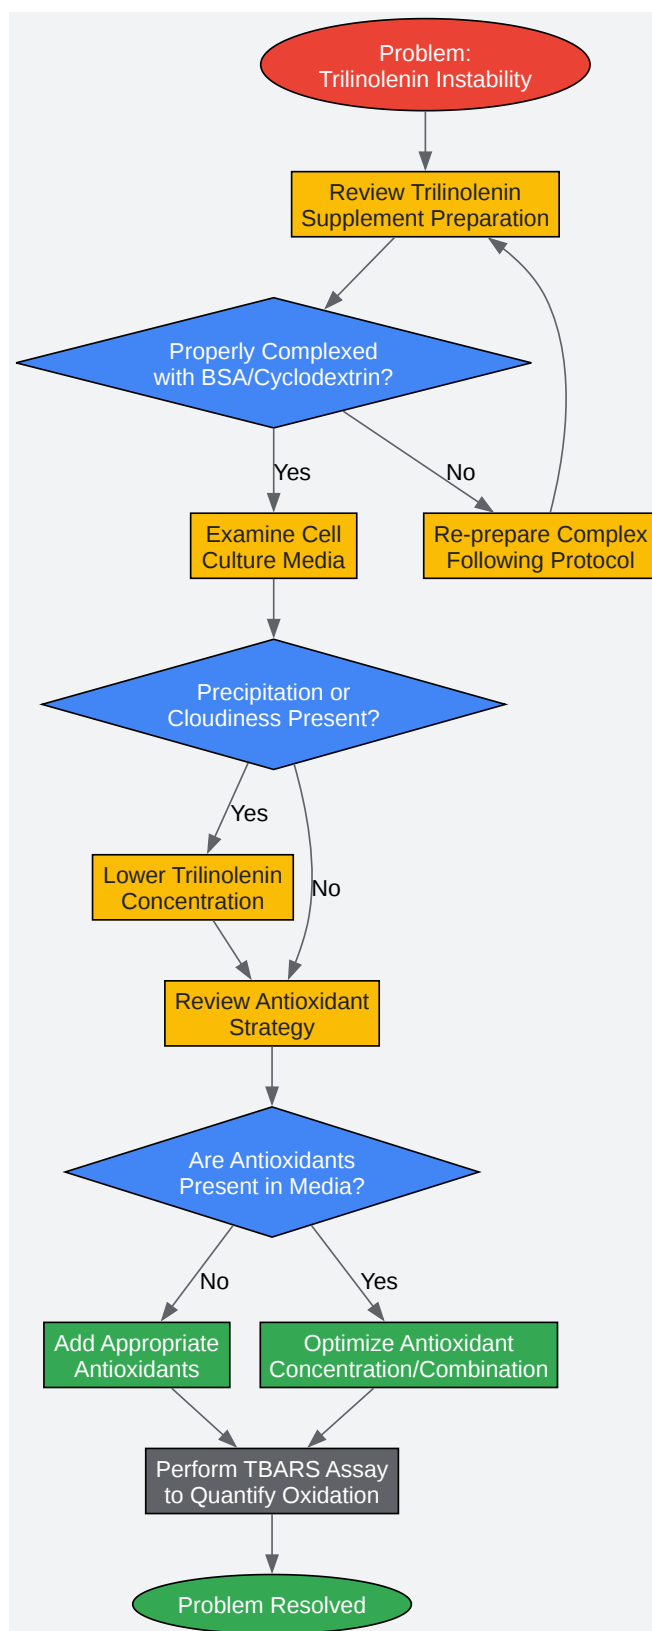 Problem:
Trilinolenin Instability
Review Trilinolenin
Supplement Preparation
Properly Complexed
with BSA/Cyclodextrin?
Yes
No
Examine Cell
Culture Media
Re-prepare Complex
Following Protocol
Precipitation or
Cloudiness Present?
Yes
Lower Trilinolenin
Concentration
No
Review Antioxidant
Strategy
Are Antioxidants
Present in Media?
No
Yes
Add Appropriate
Antioxidants
Optimize Antioxidant
Concentration/Combination
Perform TBARS Assay
to Quantify Oxidation
Problem Resolved